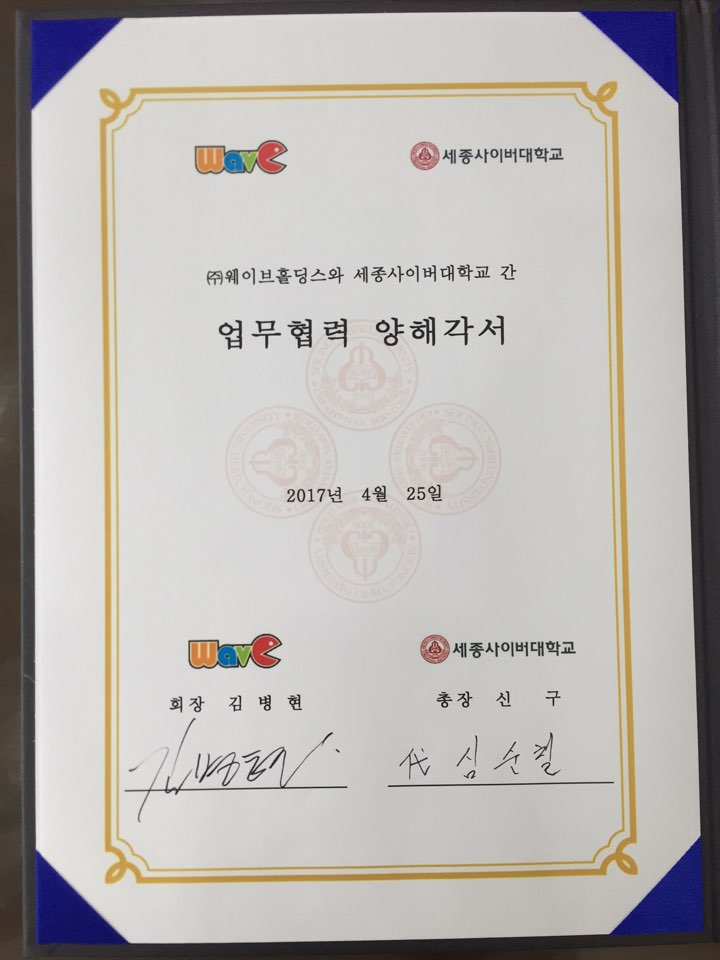 Wave 세종사이버대학교
㈜웨이브홀딩스와 세종사이버대학교 간
업무협력 양해각서
2017년 4월 25일
Wave 세종사이버대학교
회장 김병현 총장 신 구
김병현 代 심순철